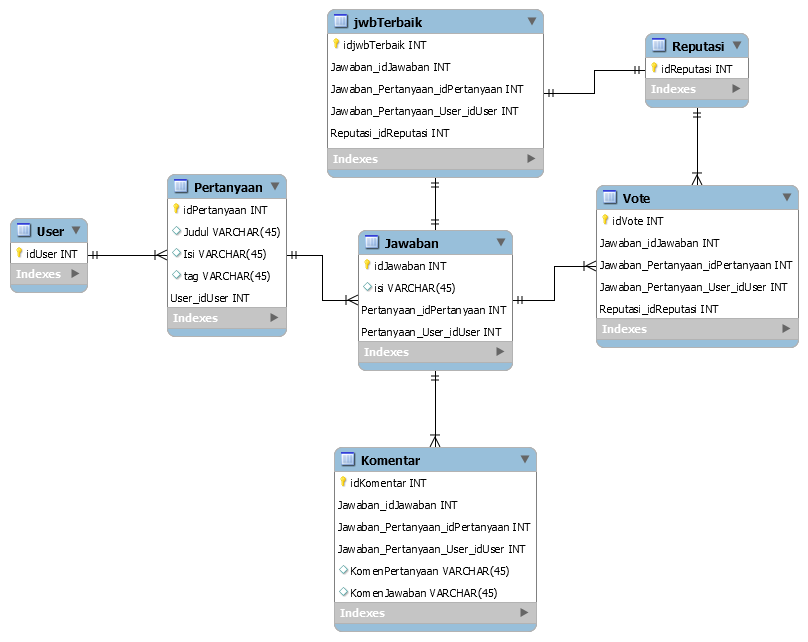 jwbTerbaik
idjwbTerbaik INT
Jawaban_idJawaban INT
Jawaban_Pertanyaan_idPertanyaan INT
Jawaban_Pertanyaan_User_idUser INT
Reputasi_idReputasi INT
Indexes
Reputasi
idReputasi INT
Indexes
Pertanyaan
idPertanyaan INT
Judul VARCHAR(45)
Isi VARCHAR(45)
tag VARCHAR(45)
User_idUser INT
Indexes
Vote
idVote INT
Jawaban_idJawaban INT
Jawaban_Pertanyaan_idPertanyaan INT
Jawaban_Pertanyaan_User_idUser INT
Reputasi_idReputasi INT
Indexes
User
idUser INT
Indexes
Jawaban
idJawaban INT
isi VARCHAR(45)
Pertanyaan_idPertanyaan INT
Pertanyaan_User_idUser INT
Indexes
Komentar
idKomentar INT
Jawaban_idJawaban INT
Jawaban_Pertanyaan_idPertanyaan INT
Jawaban_Pertanyaan_User_idUser INT
KomenPertanyaan VARCHAR(45)
KomenJawaban VARCHAR(45)
Indexes